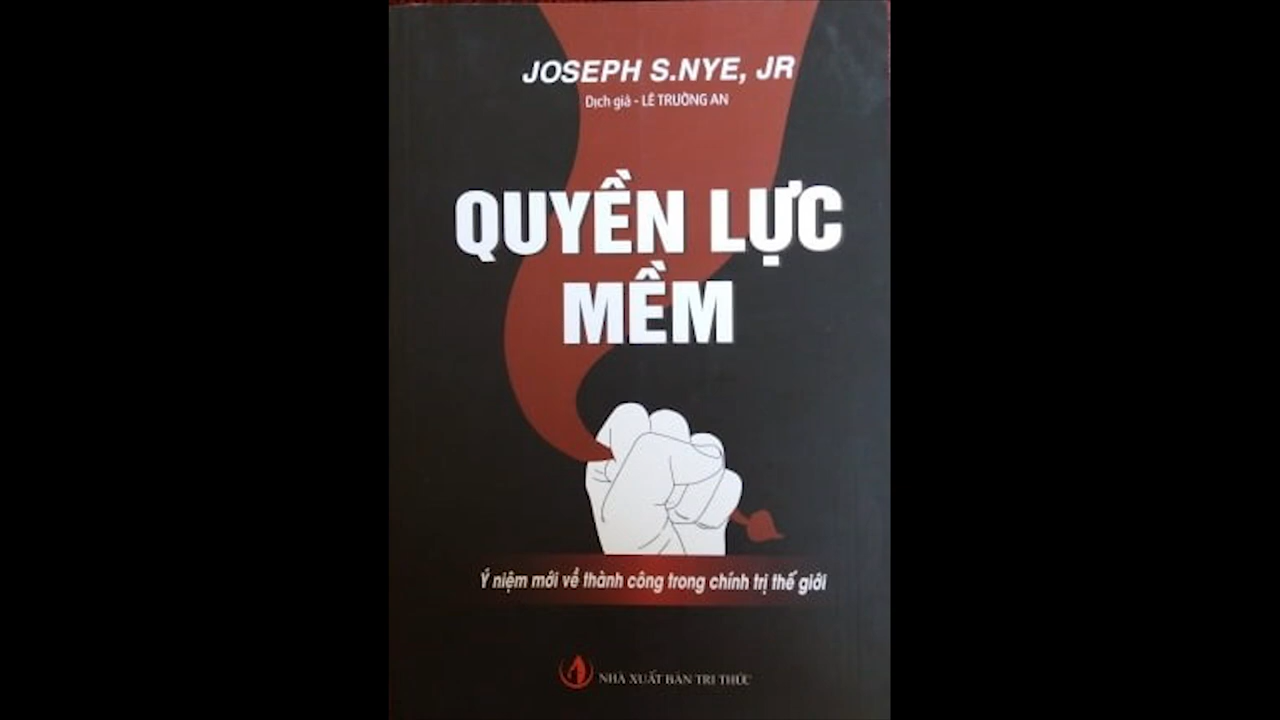 JOSEPH S.NYE, JR
Dịch giả - LÊ TRƯỜNG AN
QUYỀN LỰC
MỀM
Ý niệm mới về thành công trong chính trị thế giới
NHÀ XUẤT BẢN TRI THỨC